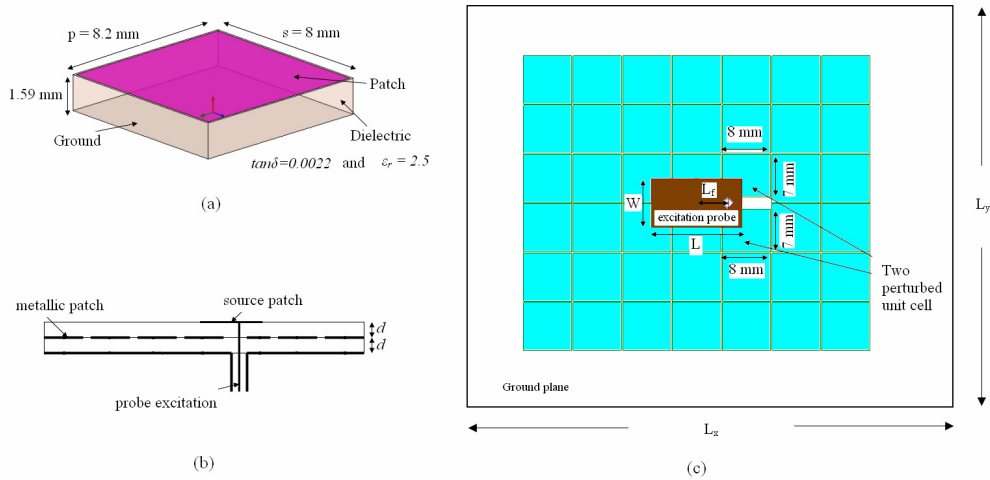 p = 8.2 mm
s = 8 mm
1.59 mm
Patch
Ground
Dielectric
tanδ=0.0022 and εr = 2.5
(a)
metallic patch
source patch
d
d
probe excitation
(b)
8 mm
7 mm
Lf
W
excitation probe
7 mm
L
8 mm
Two
perturbed
unit cell
Ly
Ground plane
Lx
(c)